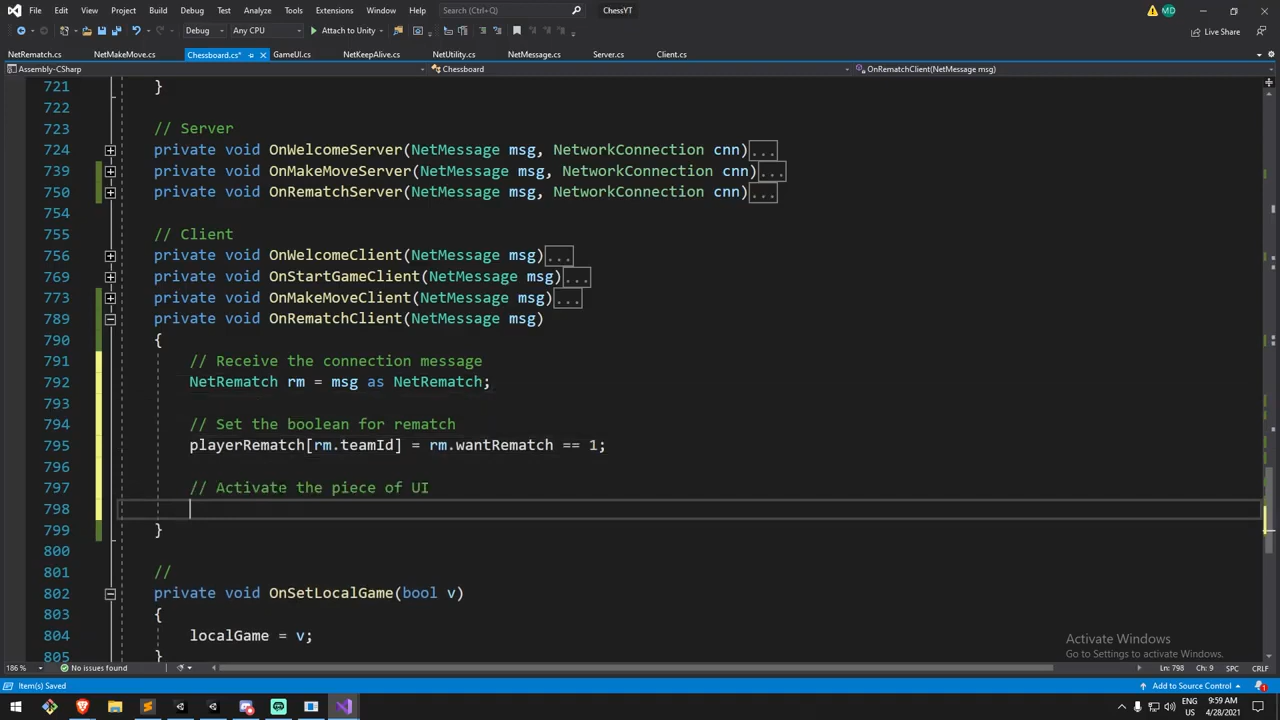 File Edit View Project Build Debug Test Analyze Tools Extensions Window Help Search (Ctrl+Q) ChessYT MD
Debug Any CPU Attach to Unity Live Share
NetRematch.cs NetMakeMove.cs Chessboard.cs* GameUI.cs NetKeepAlive.cs NetUtility.cs NetMessage.cs Server.cs Client.cs
Assembly-CSharp Chessboard OnRematchClient(NetMessage msg)
721 }
722
723 // Server
724 private void OnWelcomeServer(NetMessage msg, NetworkConnection cnn)...
739 private void OnMakeMoveServer(NetMessage msg, NetworkConnection cnn)...
750 private void OnRematchServer(NetMessage msg, NetworkConnection cnn)...
754
755 // Client
756 private void OnWelcomeClient(NetMessage msg)...
769 private void OnStartGameClient(NetMessage msg)...
773 private void OnMakeMoveClient(NetMessage msg)...
789 private void OnRematchClient(NetMessage msg)
790 {
791 // Receive the connection message
792 NetRematch rm = msg as NetRematch;
793
794 // Set the boolean for rematch
795 playerRematch[rm.teamId] = rm.wantRematch == 1;
796
797 // Activate the piece of UI
798
799 }
800
801 //
802 private void OnSetLocalGame(bool v)
803 {
804 localGame = v;
805 }
Activate Windows
Go to Settings to activate Windows.
186 % No issues found Ln: 798 Ch: 9 SPC CRLF
Item(s) Saved Add to Source Control 1
ENG 9:59 AM
US 4/28/2021